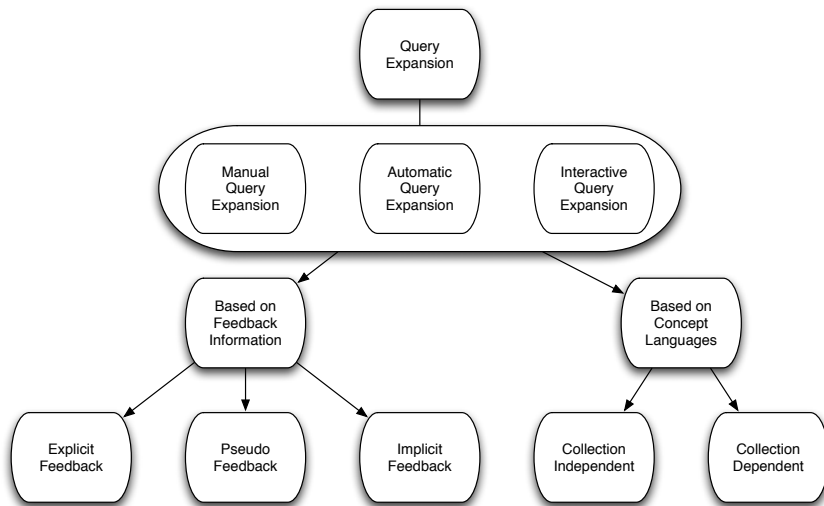 Query
Expansion
Manual
Query
Expansion
Automatic
Query
Expansion
Interactive
Query
Expansion
Based on
Feedback
Information
Based on
Concept
Languages
Explicit
Feedback
Pseudo
Feedback
Implicit
Feedback
Collection
Independent
Collection
Dependent